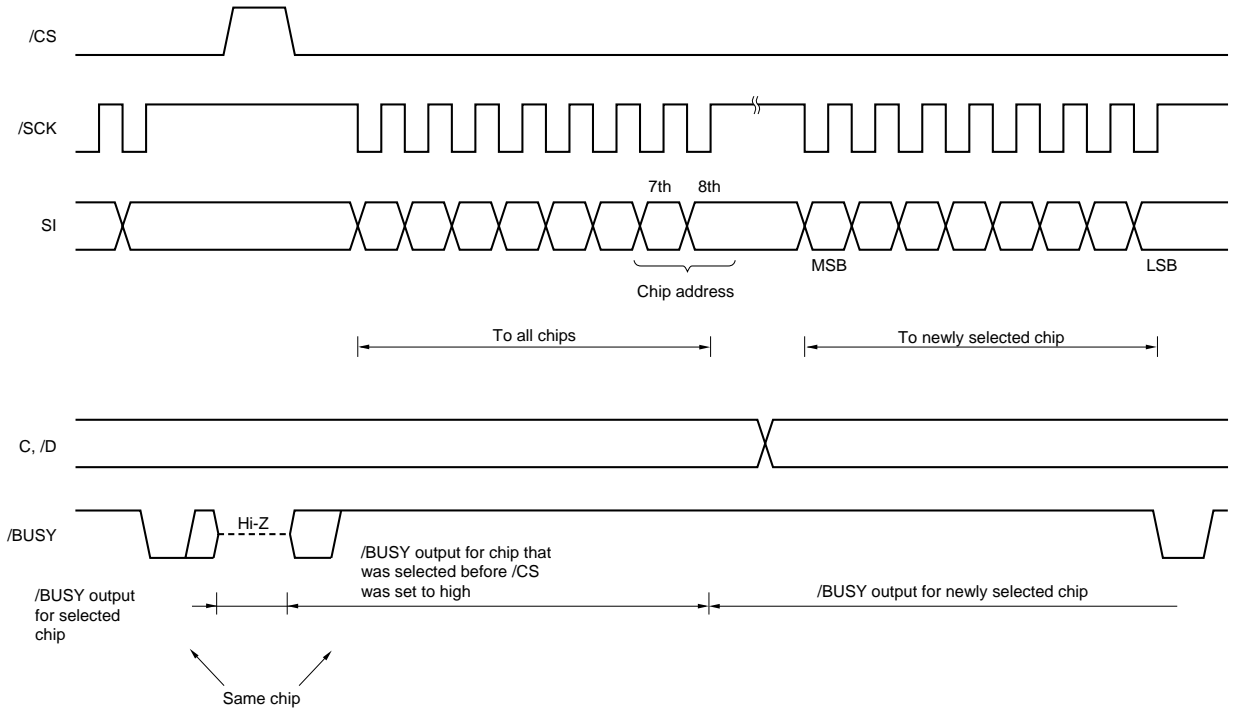 /CS
/SCK
7th 8th
SI
MSB LSB
Chip address
To all chips To newly selected chip
C, /D
Hi-Z
/BUSY
/BUSY output for chip that
was selected before /CS
was set to high
/BUSY output
for selected
chip
/BUSY output for newly selected chip
Same chip